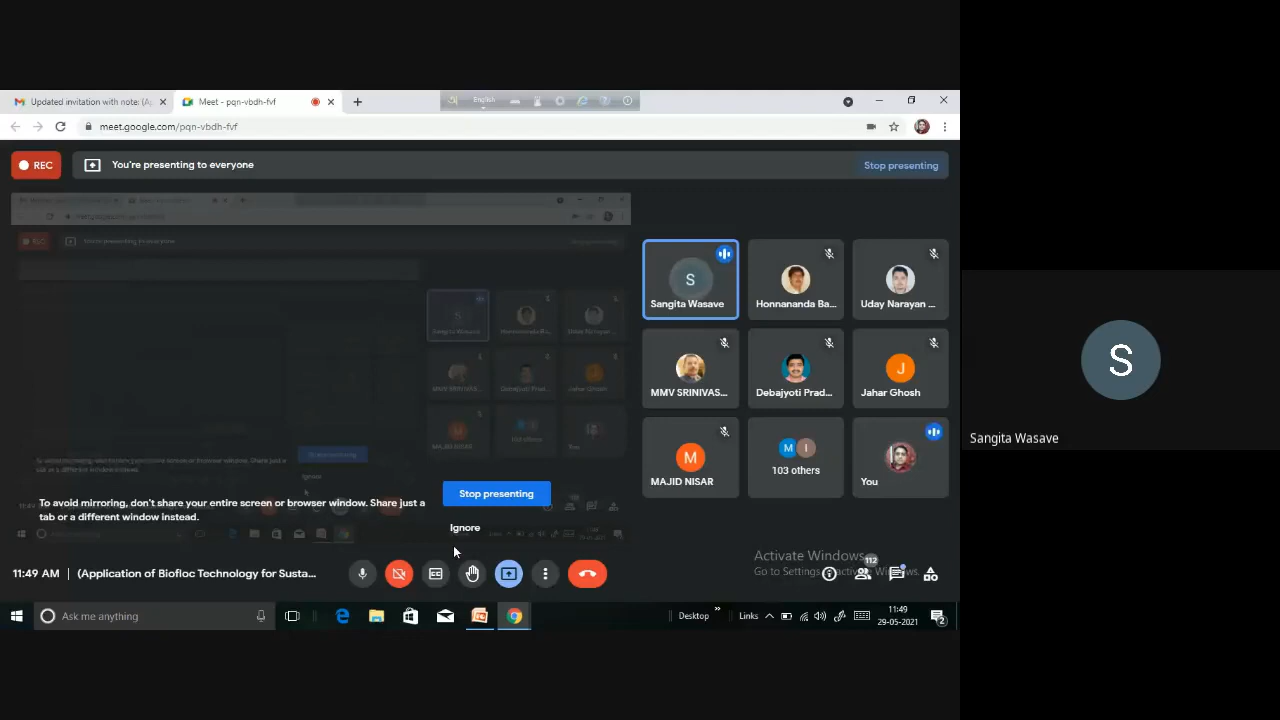 Updated invitation with note: (A
Meet - pqn-vbdh-fvf
English
meet.google.com/pqn-vbdh-fvf
REC
You're presenting to everyone
Stop presenting
S
Sangita Wasave
Honnananda Ba...
Uday Narayan ...
MMV SRINIVAS...
Debajyoti Prad...
J
Jahar Ghosh
M
MAJID NISAR
M I
103 others
You
To avoid mirroring, don't share your entire screen or browser window. Share just a
tab or a different window instead.
Stop presenting
Ignore
11:49 AM | (Application of Biofloc Technology for Susta...
Activate Windows
Go to Settings
112
Ask me anything
Desktop
Links
11:49
29-05-2021
2
S
Sangita Wasave